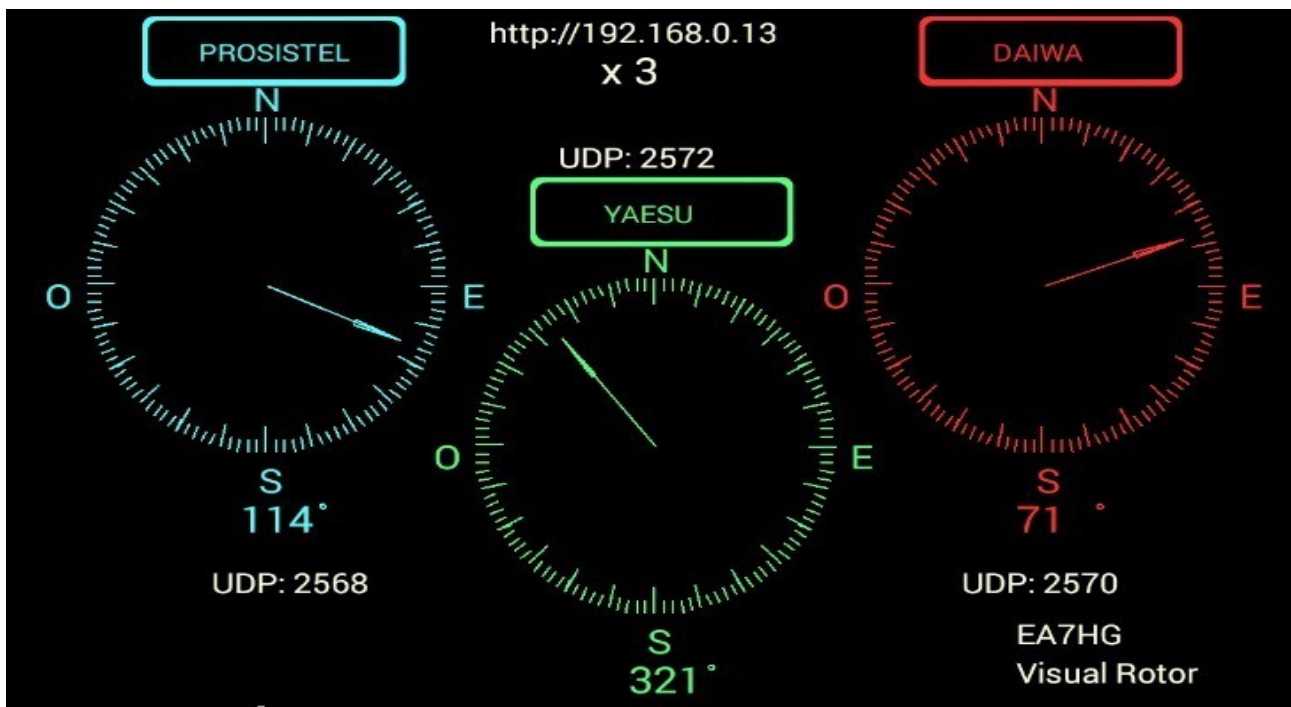 PROSISTEL
N
O
E
S
114°
UDP: 2568
http://192.168.0.13
x 3
UDP: 2572
YAESU
N
O
E
S
321°
DAIWA
N
O
E
S
71 °
UDP: 2570
EA7HG
Visual Rotor